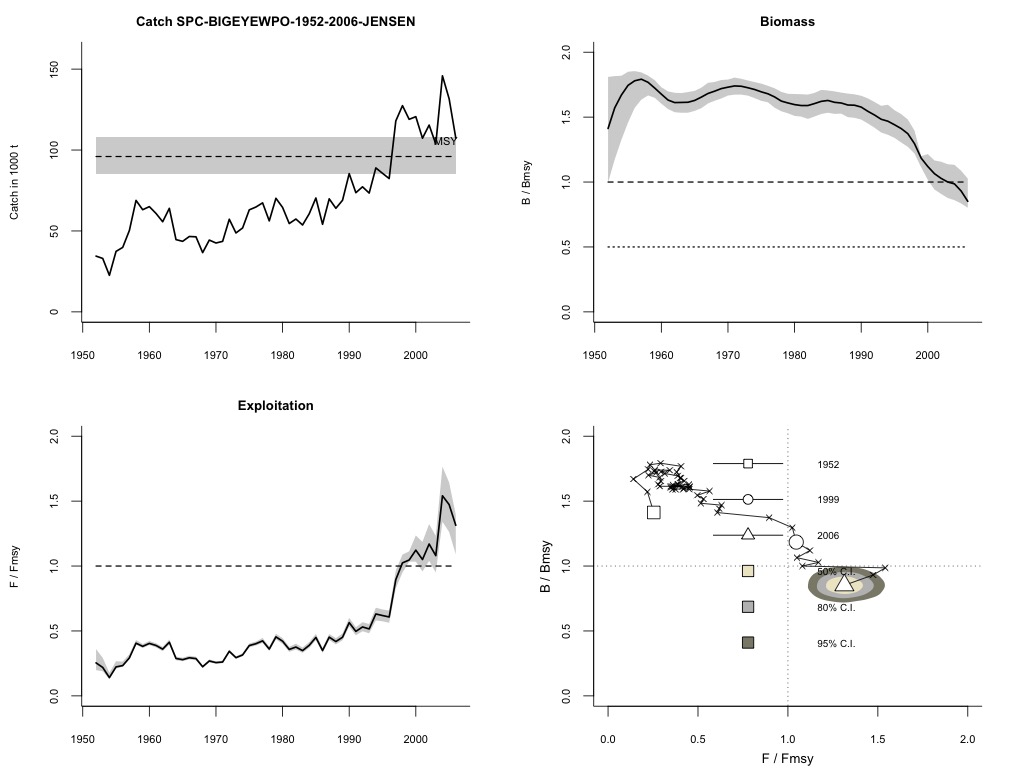 Catch SPC-BIGEYEWPO-1952-2006-JENSEN
Catch in 1000 t
150
100
50
0
MSY
1950 1960 1970 1980 1990 2000
Biomass
B / Bmsy
2.0
1.5
1.0
0.5
0.0
1950 1960 1970 1980 1990 2000
Exploitation
F / Fmsy
2.0
1.5
1.0
0.5
0.0
1950 1960 1970 1980 1990 2000
B / Bmsy
2.0
1.5
1.0
0.5
0.0
1952
1999
2006
50% C.I.
80% C.I.
95% C.I.
0.0 0.5 1.0 1.5 2.0
F / Fmsy